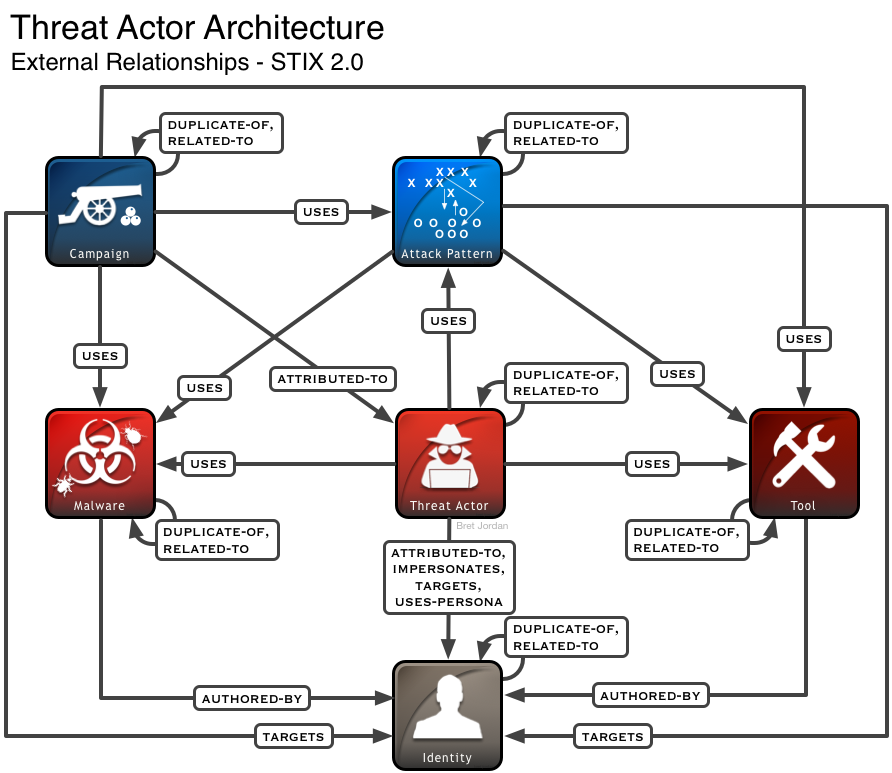 Threat Actor Architecture
External Relationships - STIX 2.0
DUPLICATE-OF,
RELATED-TO
DUPLICATE-OF,
RELATED-TO
X X X
X X X X
X
O
O O O O
O O O
Campaign
USES
Attack Pattern
USES
USES
USES
USES
ATTRIBUTED-TO
USES
DUPLICATE-OF,
RELATED-TO
USES
USES
Malware
Threat Actor
Tool
Bret Jordan
DUPLICATE-OF,
RELATED-TO
DUPLICATE-OF,
RELATED-TO
ATTRIBUTED-TO,
IMPERSONATES,
TARGETS,
USES-PERSONA
DUPLICATE-OF,
RELATED-TO
AUTHORED-BY
AUTHORED-BY
TARGETS
TARGETS
Identity